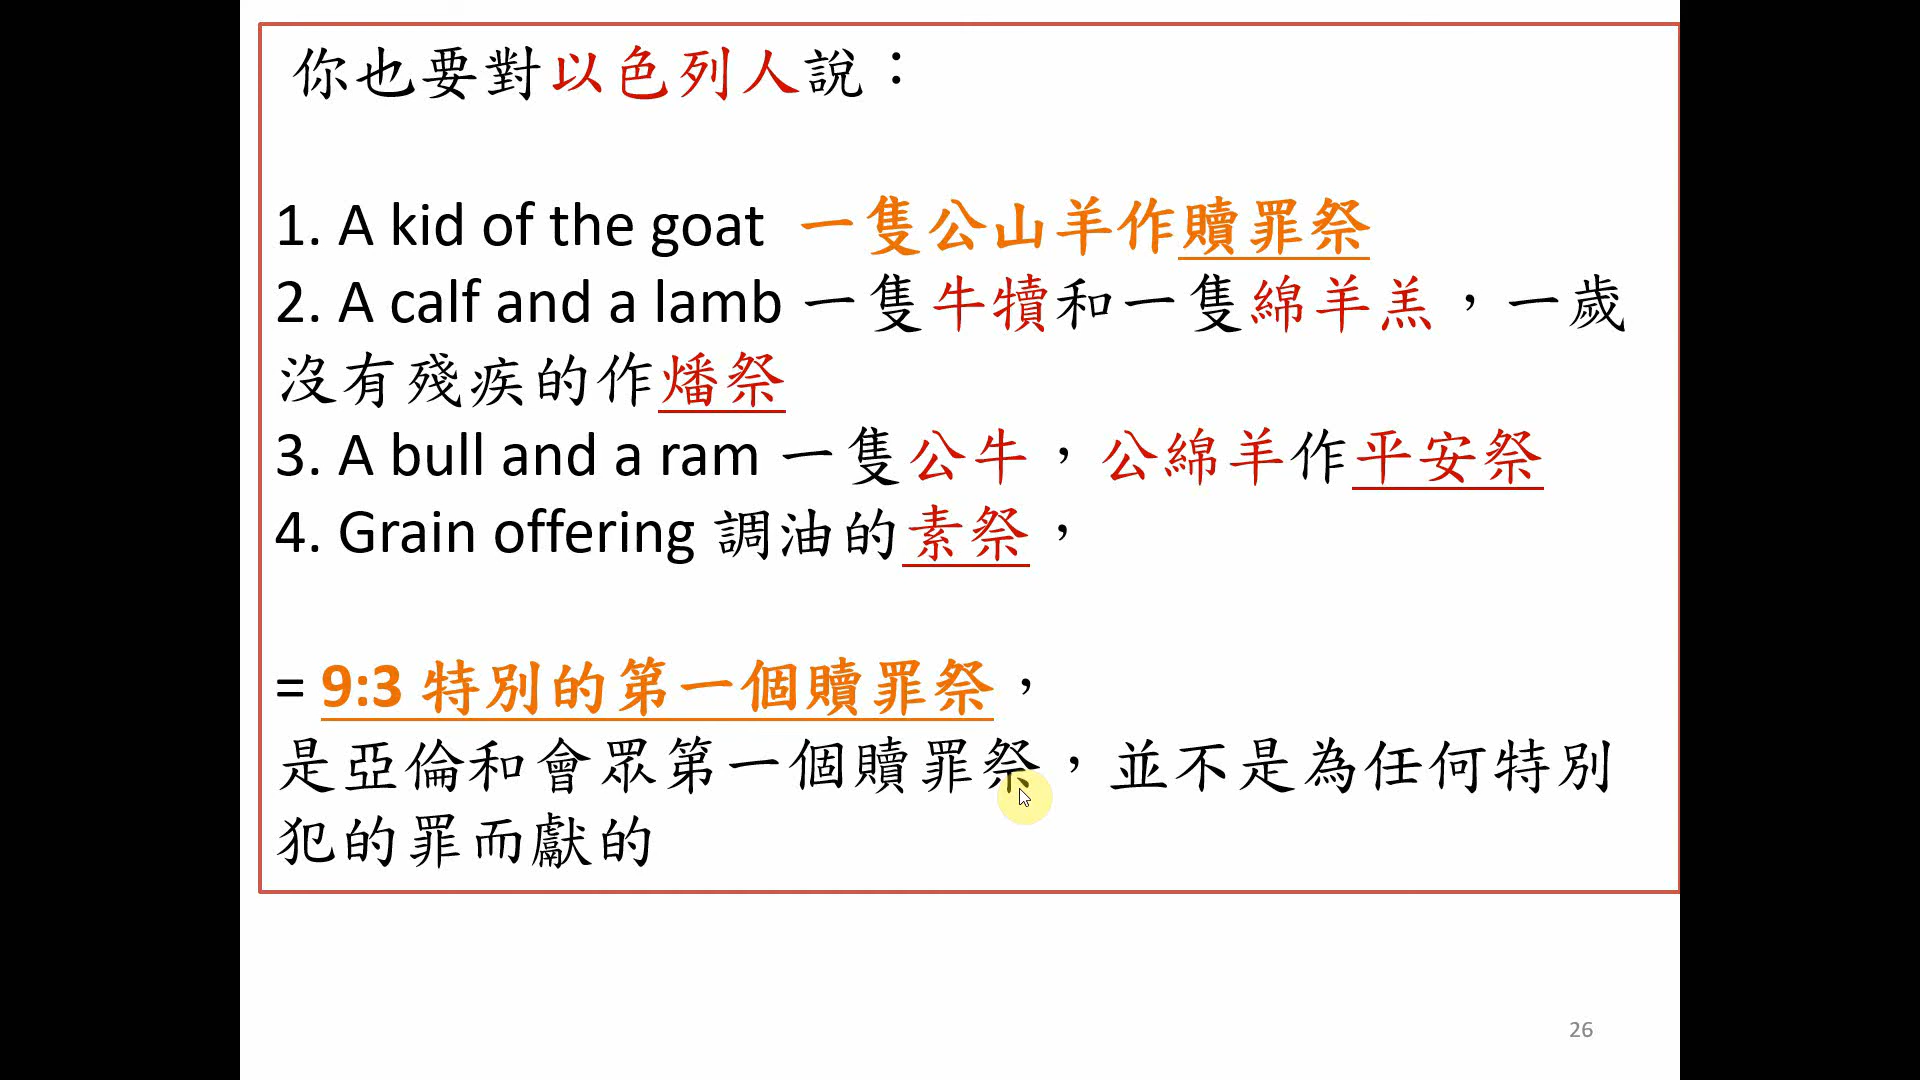 你也要對以色列人說：
1. A kid of the goat 一隻公山羊作贖罪祭
2. A calf and a lamb 一隻牛犢和一隻綿羊羔，一歲
沒有殘疾的作燔祭
3. A bull and a ram 一隻公牛，公綿羊作平安祭
4. Grain offering 調油的素祭，
= 9:3 特別的第一個贖罪祭，
是亞倫和會眾第一個贖罪祭，並不是為任何特別
犯的罪而獻的
26